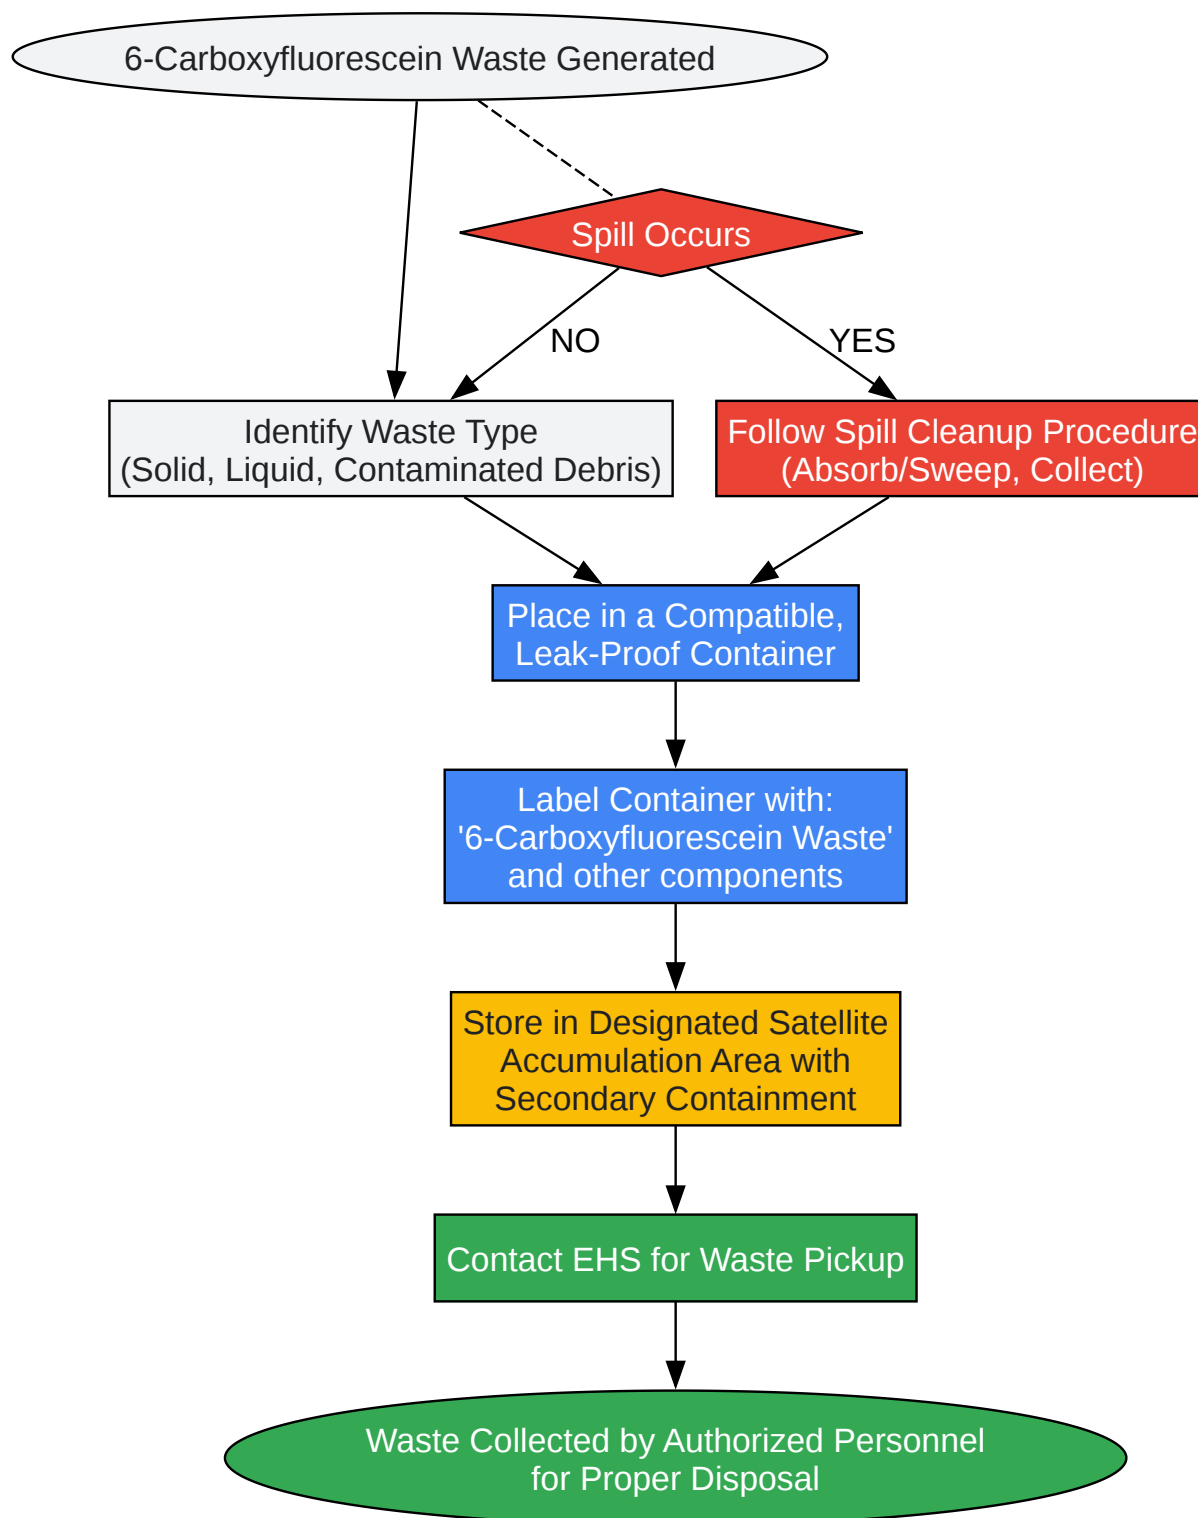 6-Carboxyfluorescein Waste Generated
Spill Occurs
NO
YES
Identify Waste Type
(Solid, Liquid, Contaminated Debris)
Follow Spill Cleanup Procedure
(Absorb/Sweep, Collect)
Place in a Compatible,
Leak-Proof Container
Label Container with:
'6-Carboxyfluorescein Waste'
and other components
Store in Designated Satellite
Accumulation Area with
Secondary Containment
Contact EHS for Waste Pickup
Waste Collected by Authorized Personnel
for Proper Disposal